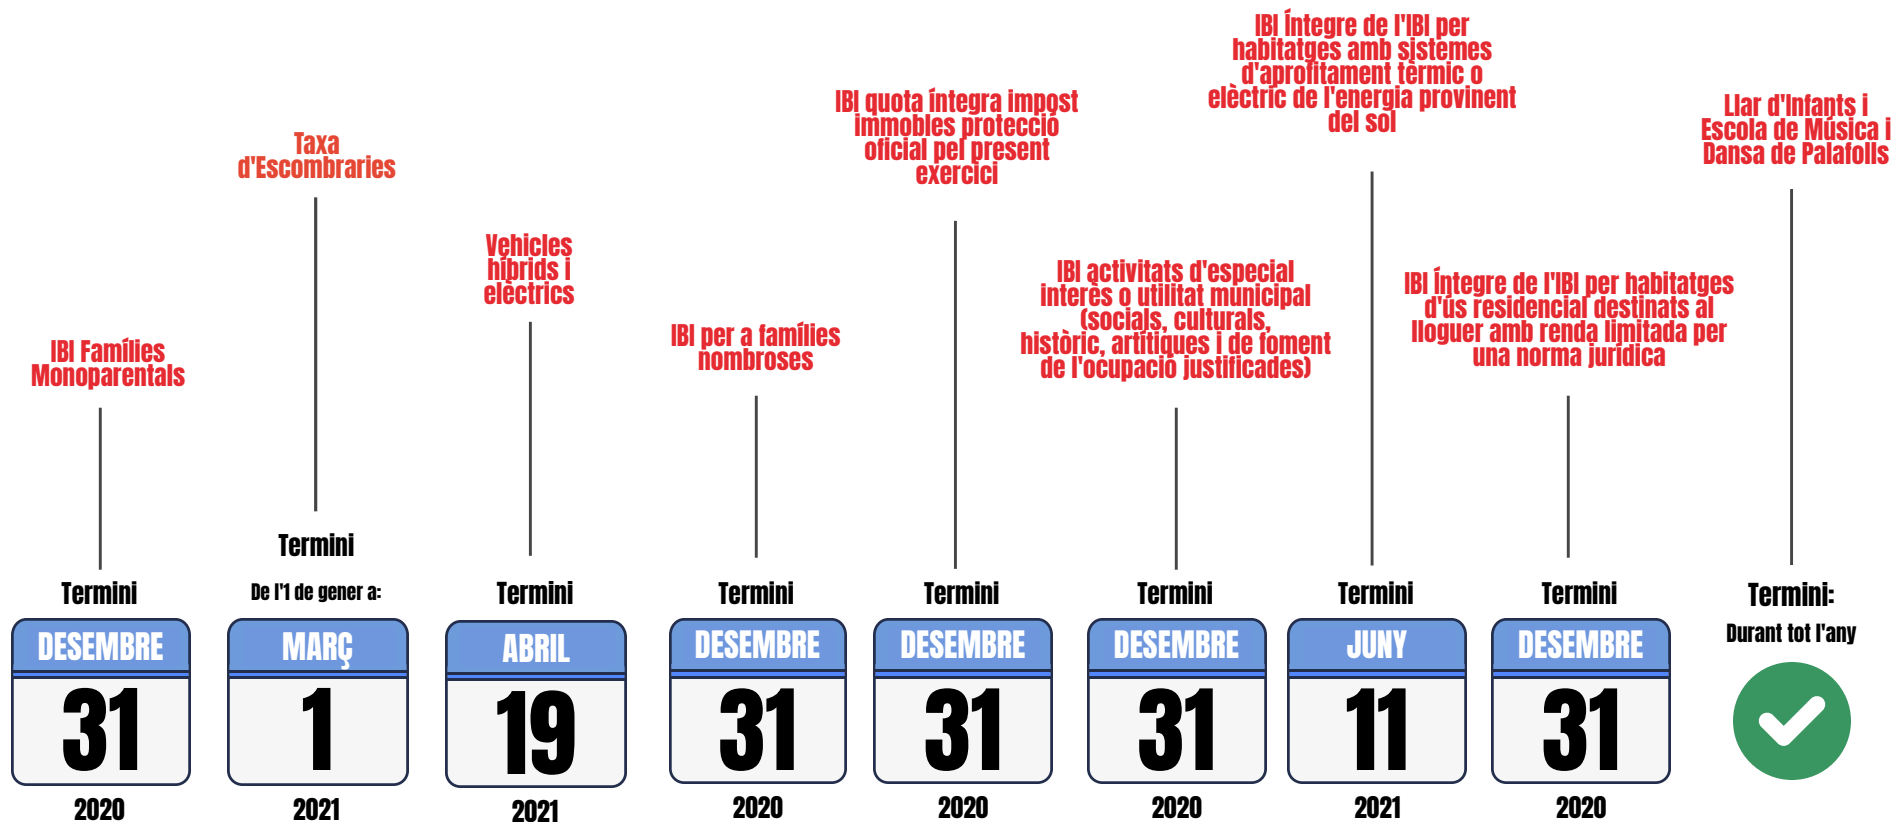 IBI Famílies
Monoparentals
Termini
DESEMBRE
31
2020
Taxa
d'Escombraries
Termini
De l'1 de gener a:
MARÇ
1
2021
Vehicles
híbrids i
elèctrics
Termini
ABRIL
19
2021
IBI per a famílies
nombroses
Termini
DESEMBRE
31
2020
IBI quota íntegra impost
immobles protecció
oficial pel present
exercici
Termini
DESEMBRE
31
2020
IBI activitats d'especial
interès o utilitat municipal
(socials, culturals,
històric, artítiques i de foment
de l'ocupació justificades)
Termini
DESEMBRE
31
2020
IBI Íntegre de l'IBI per
habitatges amb sistemes
d'aprofitament tèrmic o
elèctric de l'energia provinent
del sol
Termini
JUNY
11
2021
IBI Íntegre de l'IBI per habitatges
d'ús residencial destinats al
lloguer amb renda limitada per
una norma jurídica
Termini
DESEMBRE
31
2020
Llar d'Infants i
Escola de Música i
Dansa de Palafolls
Termini:
Durant tot l'any